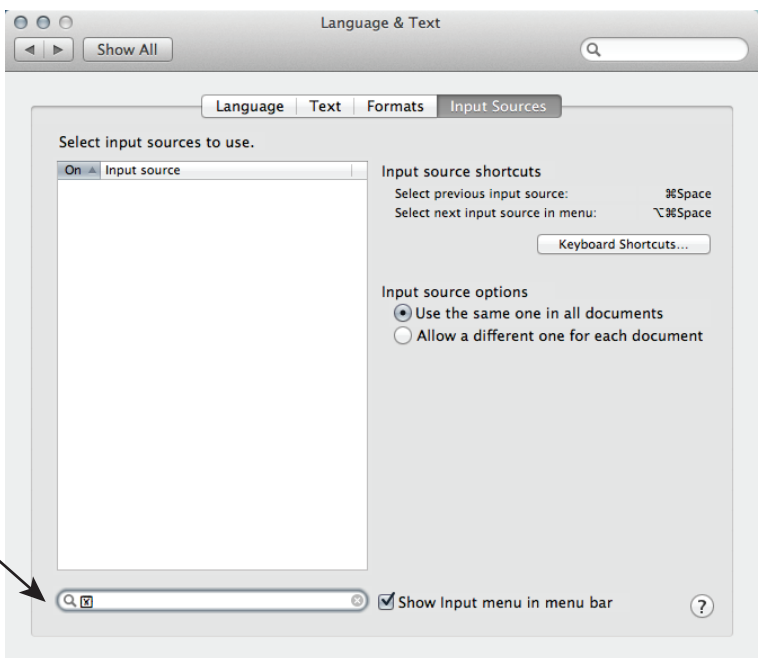 Language & Text
Show All
Language Text Formats Input Sources
Select input sources to use.
On Input source
Input source shortcuts
Select previous input source: ⌘Space
Select next input source in menu: ⌥⌘Space
Keyboard Shortcuts...
Input source options
Use the same one in all documents
Allow a different one for each document
Show Input menu in menu bar
?